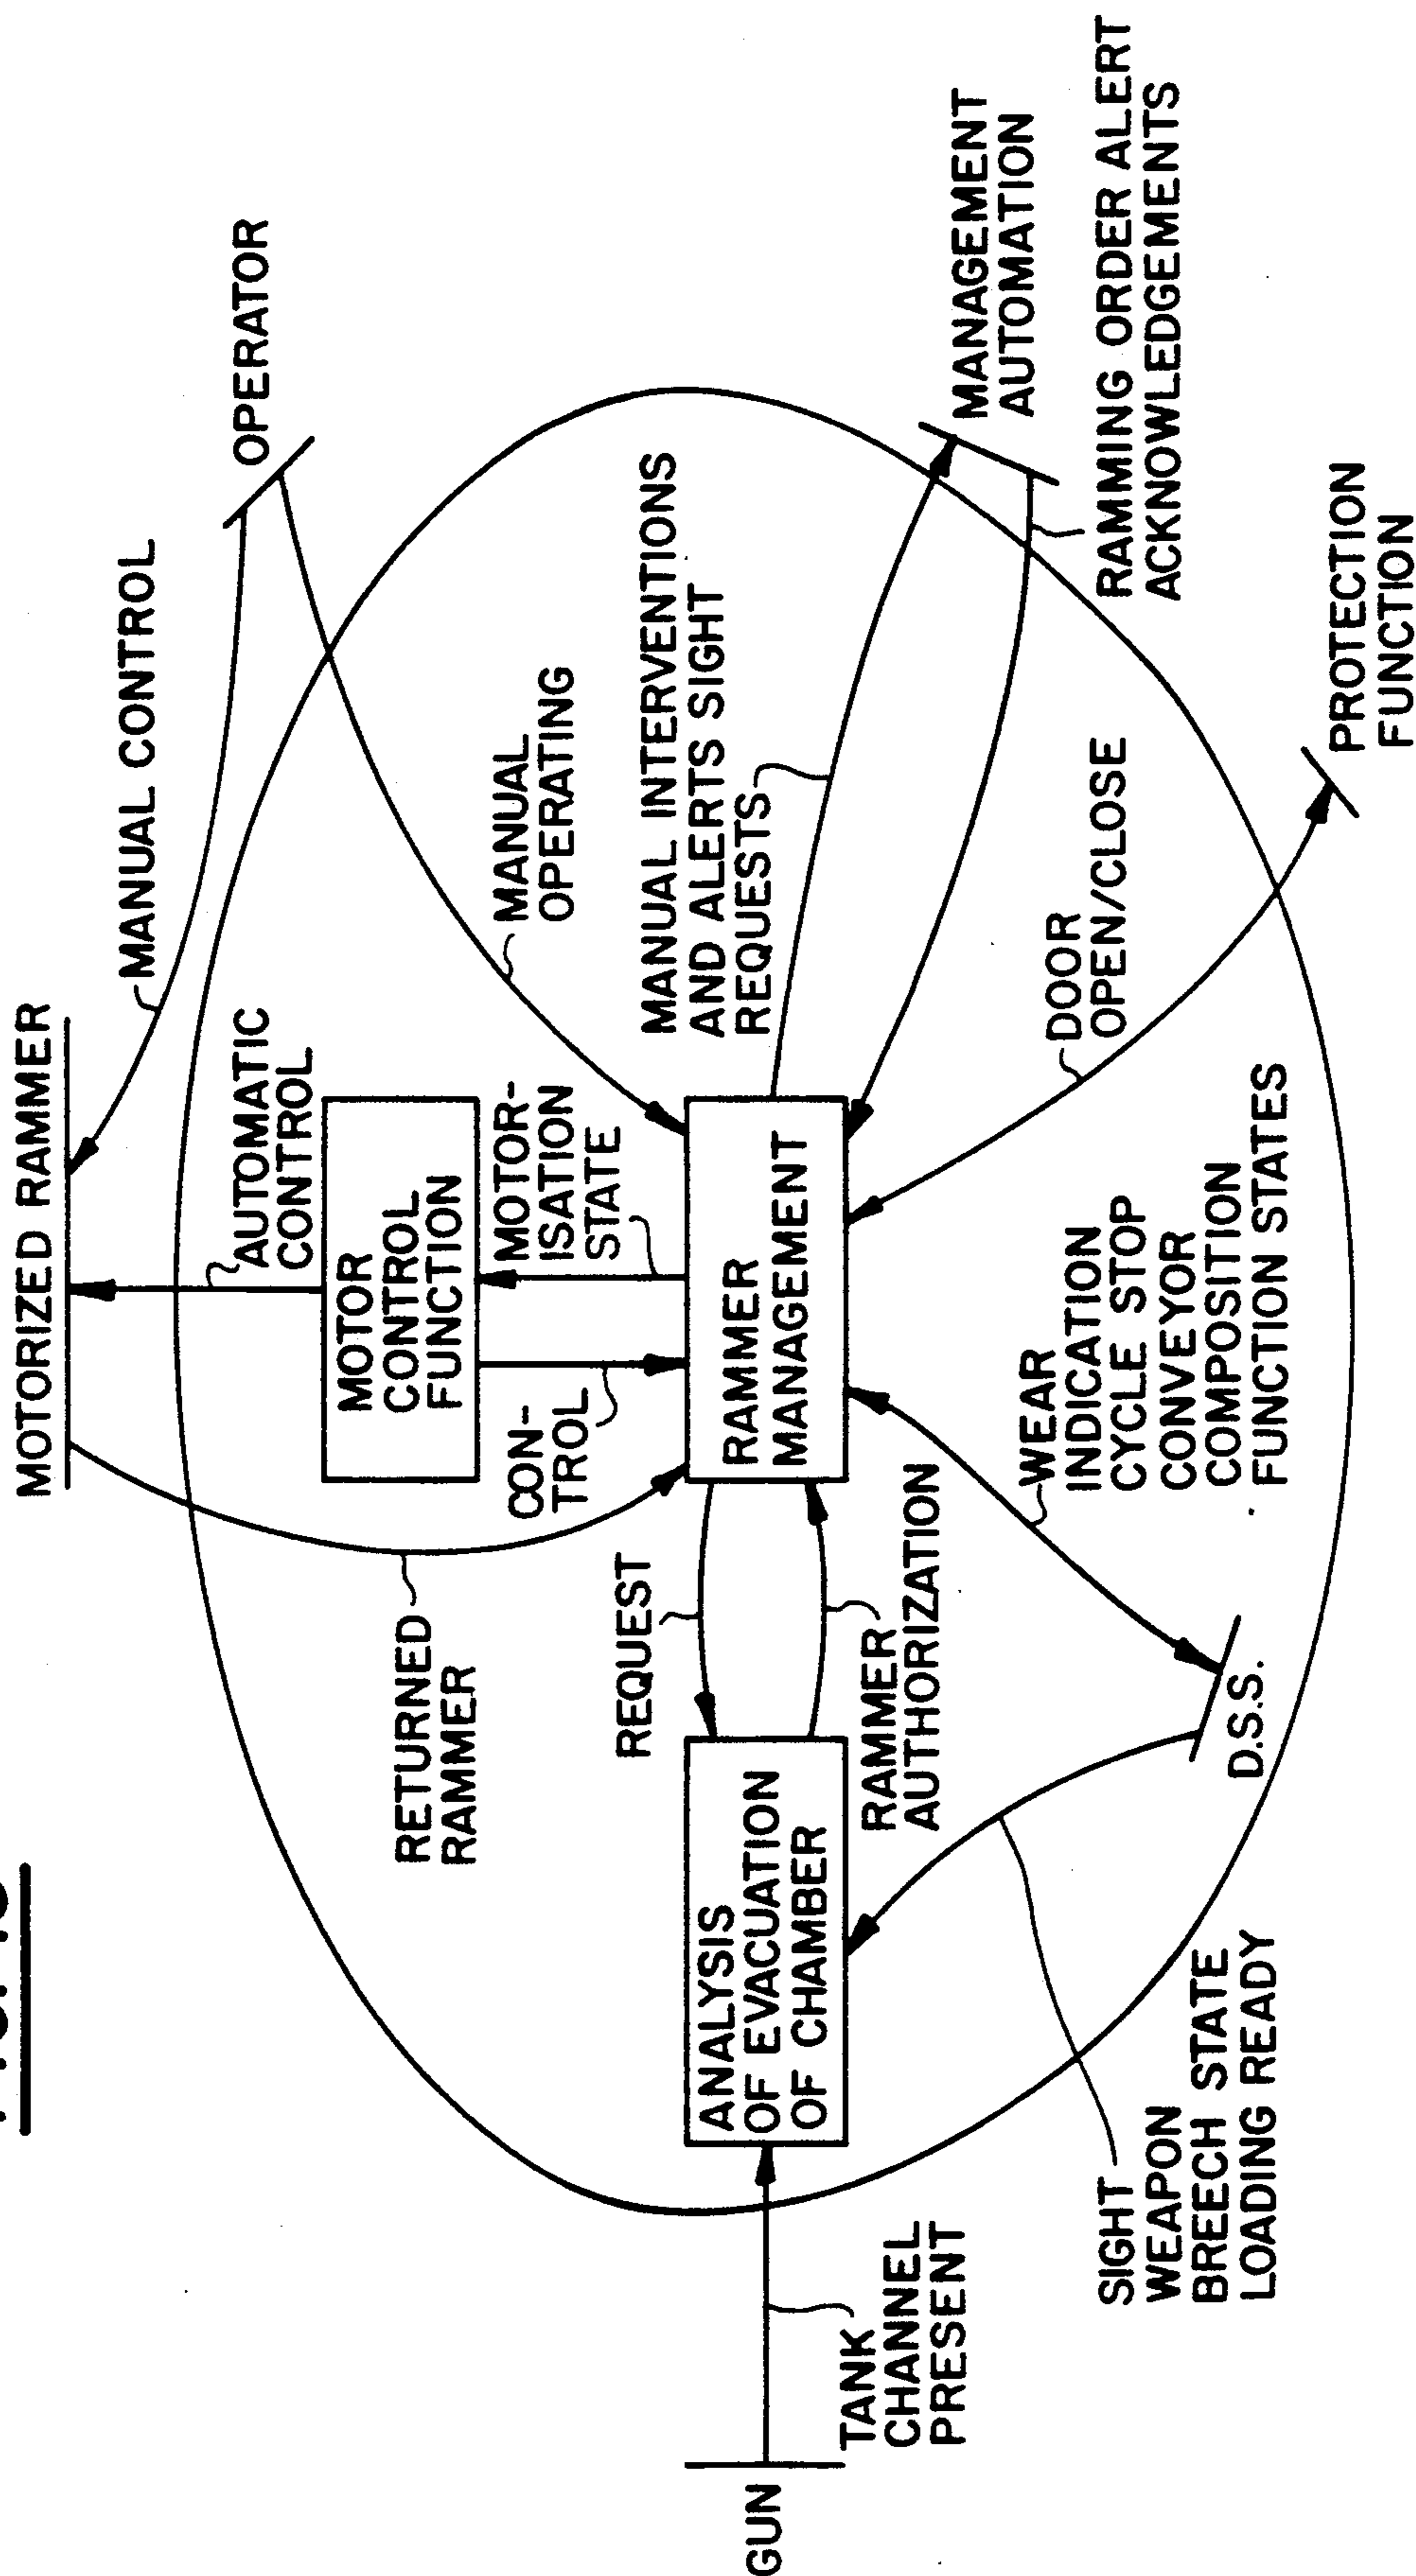 MOTORIZED RAMMER
MANUAL CONTROL
OPERATOR
AUTOMATIC
CONTROL
MOTOR
CONTROL
FUNCTION
RETURNED
RAMMER
CON-
TROL
MOTOR-
ISATION
STATE
MANUAL
OPERATING
REQUEST
RAMMER
MANAGEMENT
MANUAL INTERVENTIONS
AND ALERTS SIGHT
REQUESTS
MANAGEMENT
AUTOMATION
GUN
TANK
CHANNEL
PRESENT
ANALYSIS
OF EVACUATION
OF CHAMBER
RAMMER
AUTHORIZATION
DOOR
OPEN/CLOSE
RAMMING ORDER ALERT
ACKNOWLEDGEMENTS
SIGHT
WEAPON
BREECH STATE
LOADING READY
D.S.S.
WEAR
INDICATION
CYCLE STOP
CONVEYOR
COMPOSITION
FUNCTION STATES
PROTECTION
FUNCTION